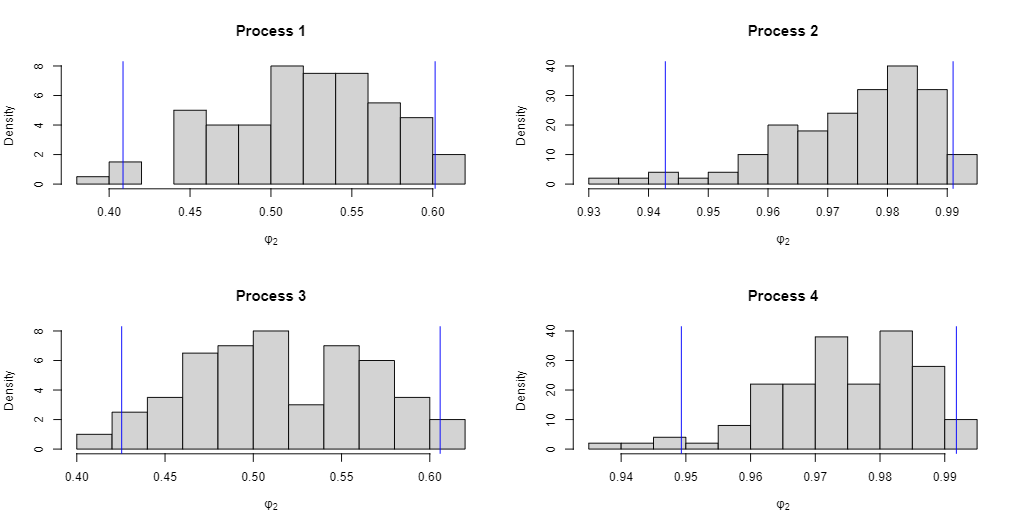 Process 1
Density
0 2 4 6 8
0.40 0.45 0.50 0.55 0.60
φ2
Process 2
Density
0 10 20 30 40
0.93 0.94 0.95 0.96 0.97 0.98 0.99
φ2
Process 3
Density
0 2 4 6 8
0.40 0.45 0.50 0.55 0.60
φ2
Process 4
Density
0 10 20 30 40
0.94 0.95 0.96 0.97 0.98 0.99
φ2